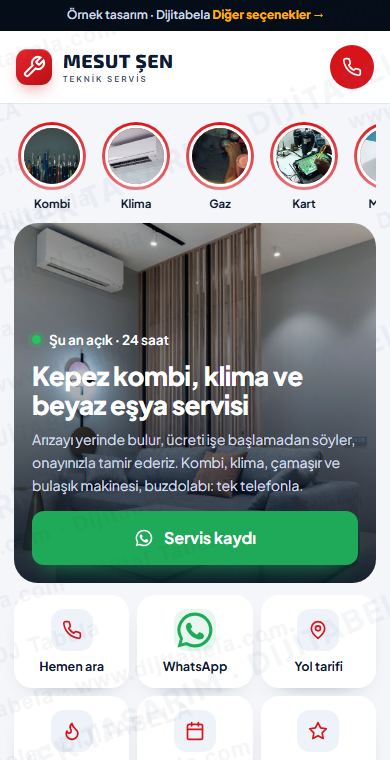 Örnek tasarım · Dijitabela Diğer seçenekler →
MESUT ŞEN
TEKNİK SERVİS
Kombi
Klima
Gaz
Kart
Şu an açık · 24 saat
Kepez kombi, klima ve
beyaz eşya servisi
Arızayı yerinde bulur, ücreti işe başlamadan söyler,
onayınızla tamir ederiz. Kombi, klima, çamaşır ve
bulaşık makinesi, buzdolabı: tek telefonla.
Servis kaydı
Hemen ara
WhatsApp
Yol tarifi